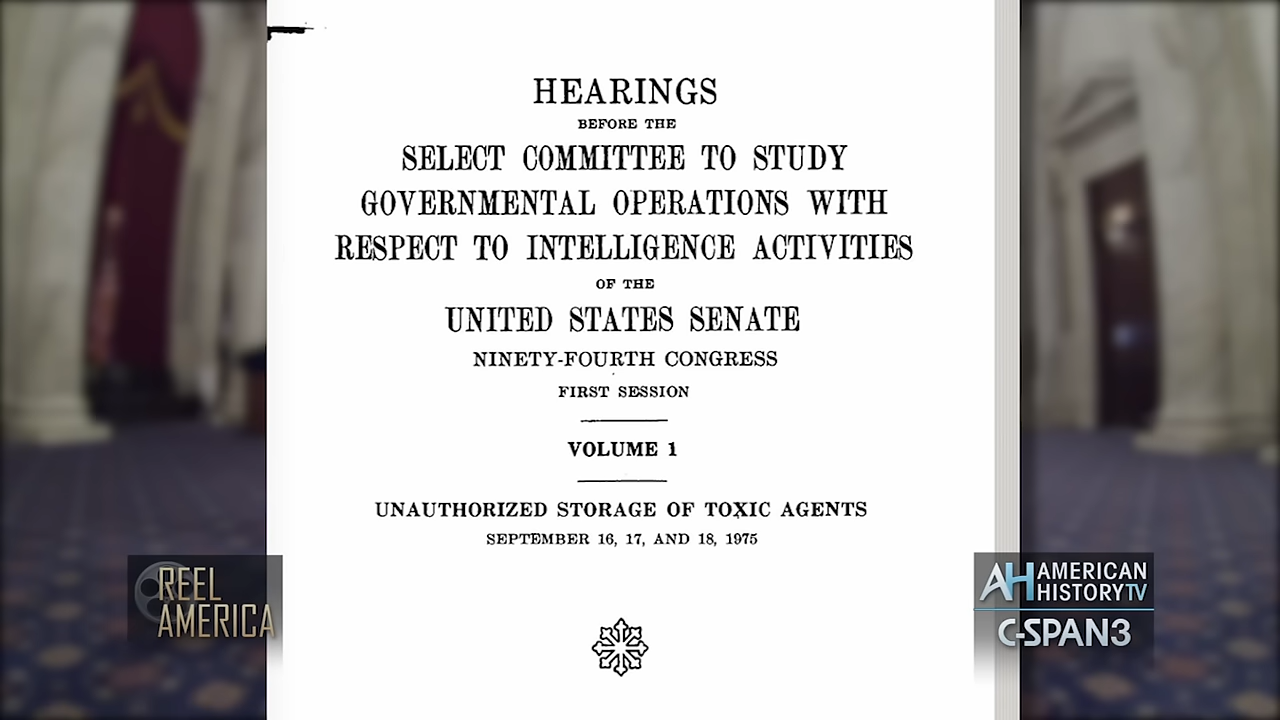 HEARINGS
BEFORE THE
SELECT COMMITTEE TO STUDY
GOVERNMENTAL OPERATIONS WITH
RESPECT TO INTELLIGENCE ACTIVITIES
OF THE
UNITED STATES SENATE
NINETY-FOURTH CONGRESS
FIRST SESSION
VOLUME 1
UNAUTHORIZED STORAGE OF TOXIC AGENTS
SEPTEMBER 16, 17, AND 18, 1975
REEL
AMERICA
AH AMERICAN
HISTORYTV
C-SPAN3